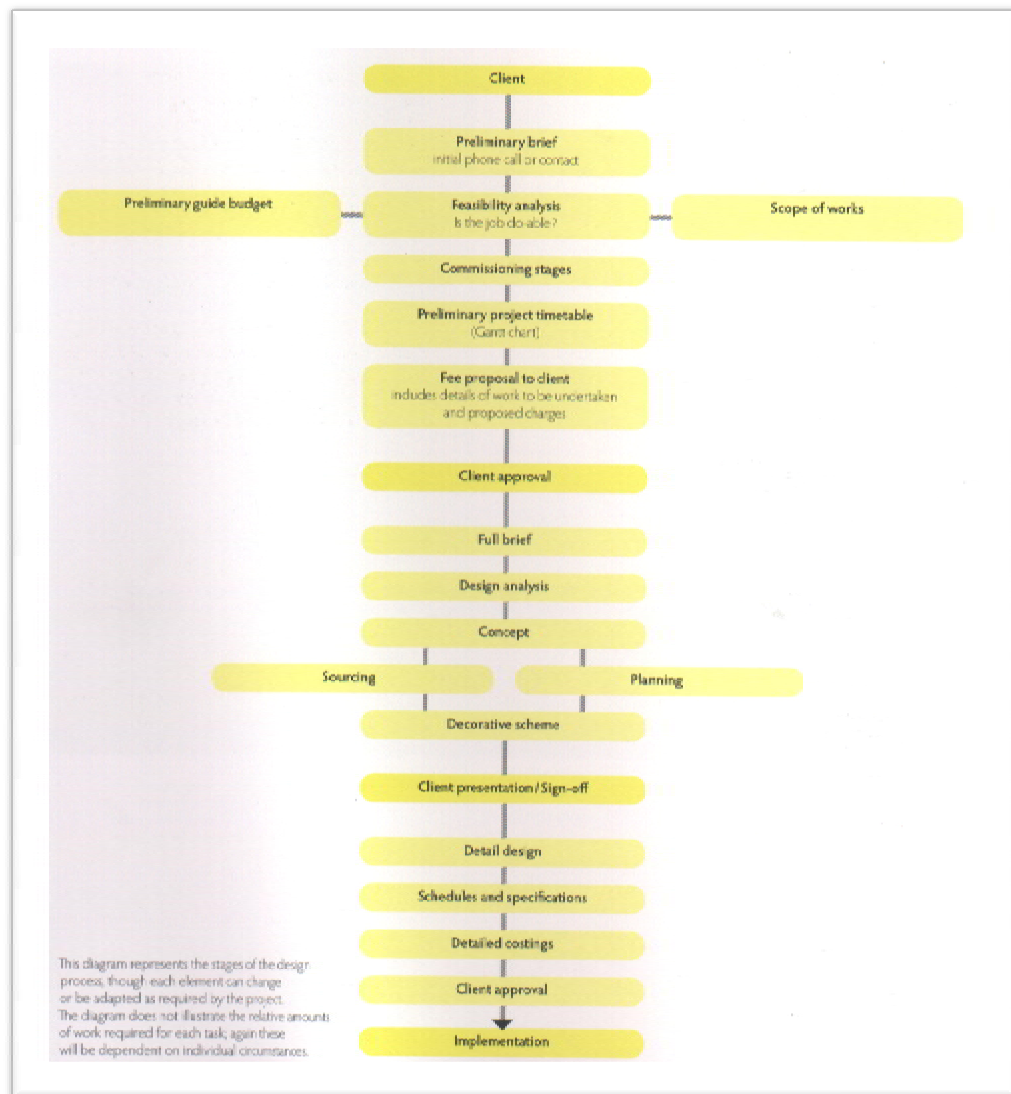 Client
Preliminary brief
initial phone call or contact
Preliminary guide budget
Feasibility analysis
Is the job do-able?
Scope of works
Commissioning stages
Preliminary project timetable
(Gantt chart)
Fee proposal to client
includes details of work to be undertaken
and proposed charges
Client approval
Full brief
Design analysis
Concept
Sourcing
Planning
Decorative scheme
Client presentation / Sign-off
Detail design
Schedules and specifications
Detailed costings
Client approval
Implementation
This diagram represents the stages of the design
process, though each element can change
or be adapted as required by the project.
The diagram does not illustrate the relative amounts
of work required for each task; again these
will be dependent on individual circumstances.